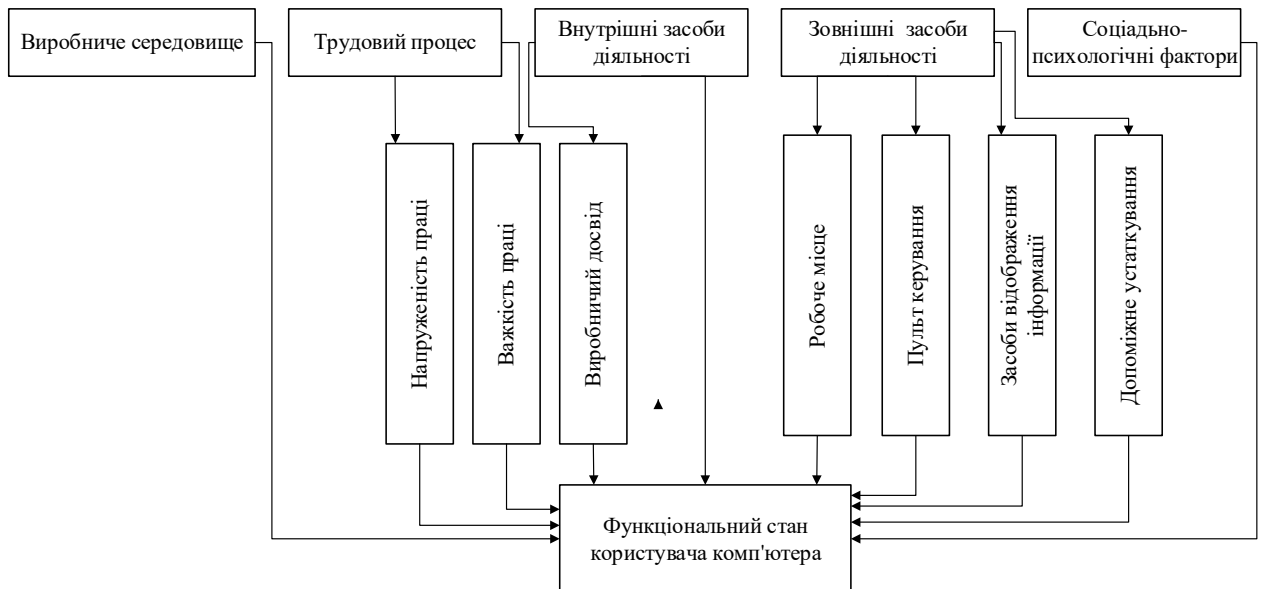 Виробниче середовище
Трудовий процес
Внутрішні засоби
діяльності
Зовнішні засоби
діяльності
Соціадьно-
психологічні фактори
Напруженість праці
Важкість праці
Виробничий досвід
Робоче місце
Пульт керування
Засоби відображення
інформації
Допоміжне устаткування
Функціональний стан
користувача комп'ютера